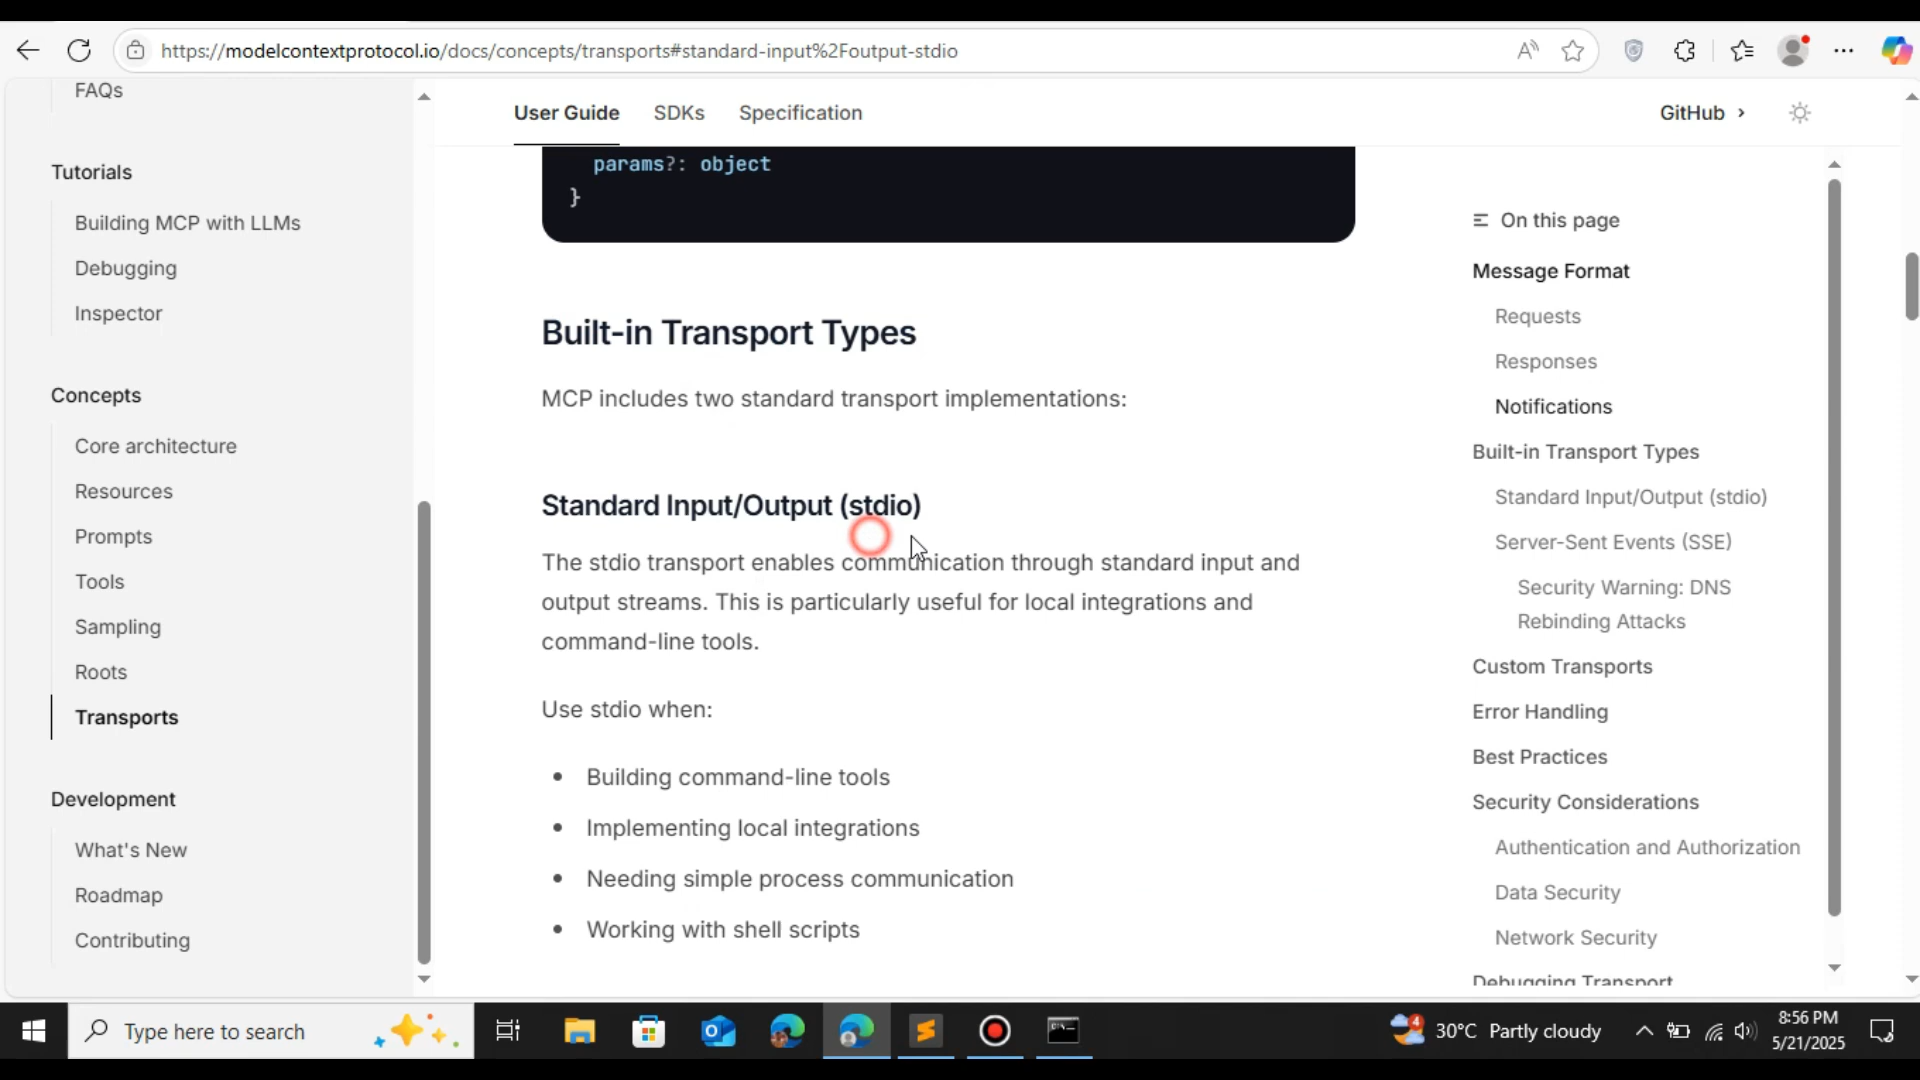 https://modelcontextprotocol.io/docs/concepts/transports#standard-input%2Foutput-stdio
FAQs
Tutorials
Building MCP with LLMs
Debugging
Inspector
Concepts
Core architecture
Resources
Prompts
Tools
Sampling
Roots
Transports
Development
What's New
Roadmap
Contributing
User Guide
SDKs
Specification
GitHub
params?: object
}
Built-in Transport Types
MCP includes two standard transport implementations:
Standard Input/Output (stdio)
The stdio transport enables communication through standard input and
output streams. This is particularly useful for local integrations and
command-line tools.
Use stdio when:
• Building command-line tools
• Implementing local integrations
• Needing simple process communication
• Working with shell scripts
On this page
Message Format
Requests
Responses
Notifications
Built-in Transport Types
Standard Input/Output (stdio)
Server-Sent Events (SSE)
Security Warning: DNS
Rebinding Attacks
Custom Transports
Error Handling
Best Practices
Security Considerations
Authentication and Authorization
Data Security
Network Security
Debugging Transport
Type here to search
4
30°C Partly cloudy
8:56 PM
5/21/2025